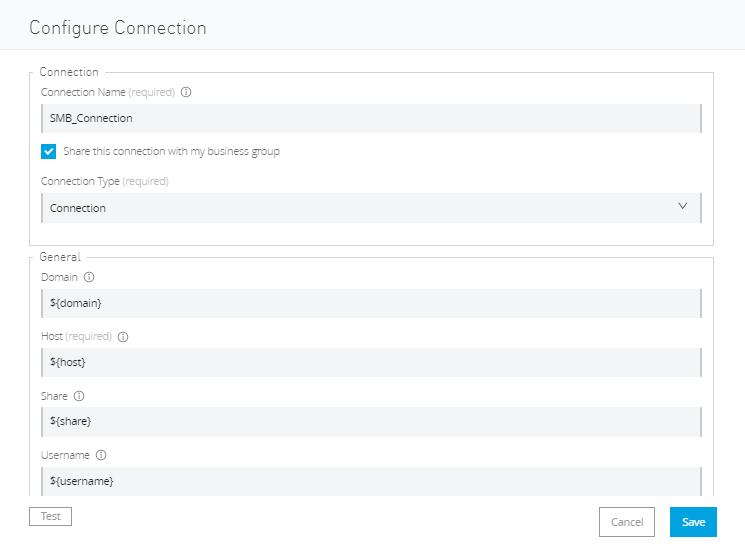 Configure Connection
Connection
Connection Name (required)
SMB_Connection
Share this connection with my business group
Connection Type (required)
Connection
General
Domain
${domain}
Host (required)
${host}
Share
${share}
Username
${username}
Test
Cancel
Save